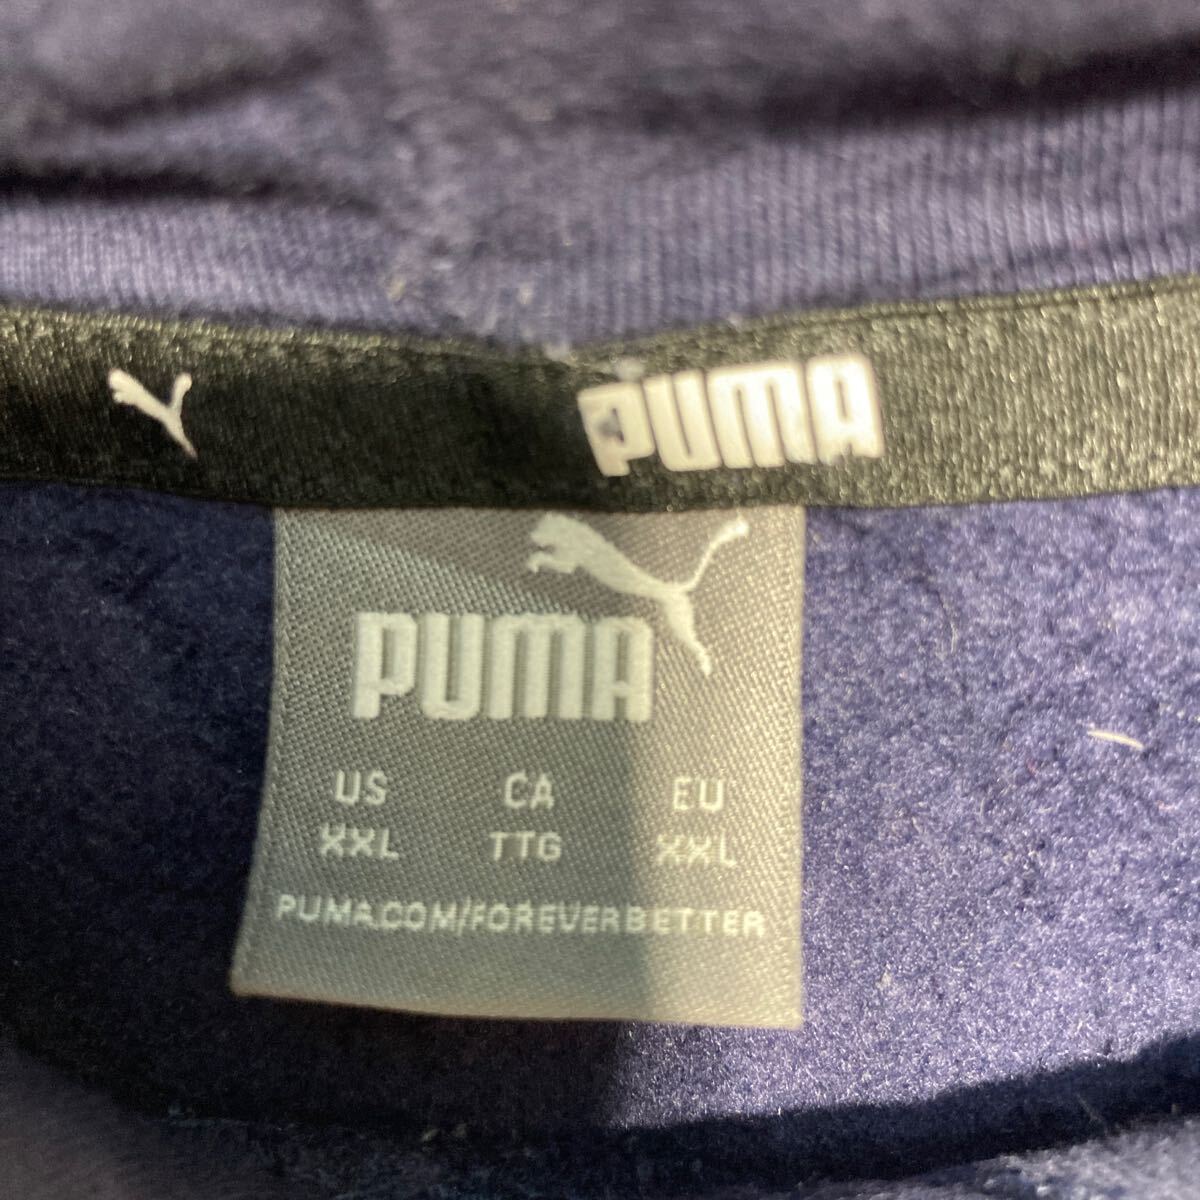 PUMA
PUMA
US CA EU
XXL TTG XXL
PUMA.COM/FOREVERBETTER